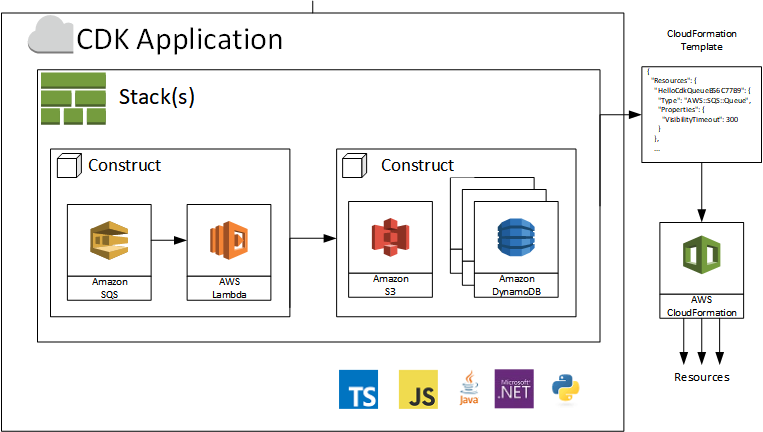 CDK Application
Stack(s)
Construct
Amazon
SQS
AWS
Lambda
Construct
Amazon
S3
Amazon
DynamoDB
TS
JS
Java
Microsoft
.NET
CloudFormation
Template
{
"Resources": {
"HelloCdkQueueB56C77B9": {
"Type": "AWS::SQS::Queue",
"Properties": {
"VisibilityTimeout": 300
}
},
...
AWS
CloudFormation
Resources